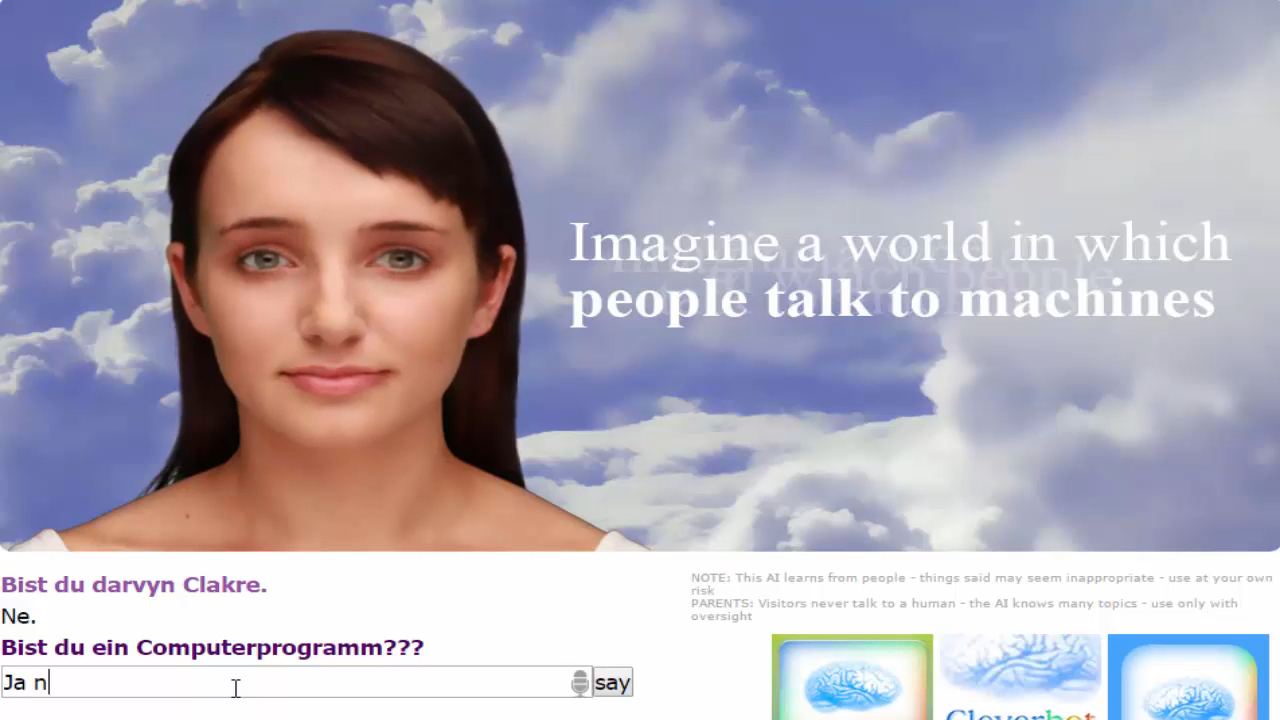 Imagine a world in which
people talk to machines
Bist du darvyn Clakre.
Ne.
Bist du ein Computerprogramm???
Ja n
say
NOTE: This AI learns from people - things said may seem inappropriate - use at your own
risk
PARENTS: Visitors never talk to a human - the AI knows many topics - use only with
oversight
Cleverbot